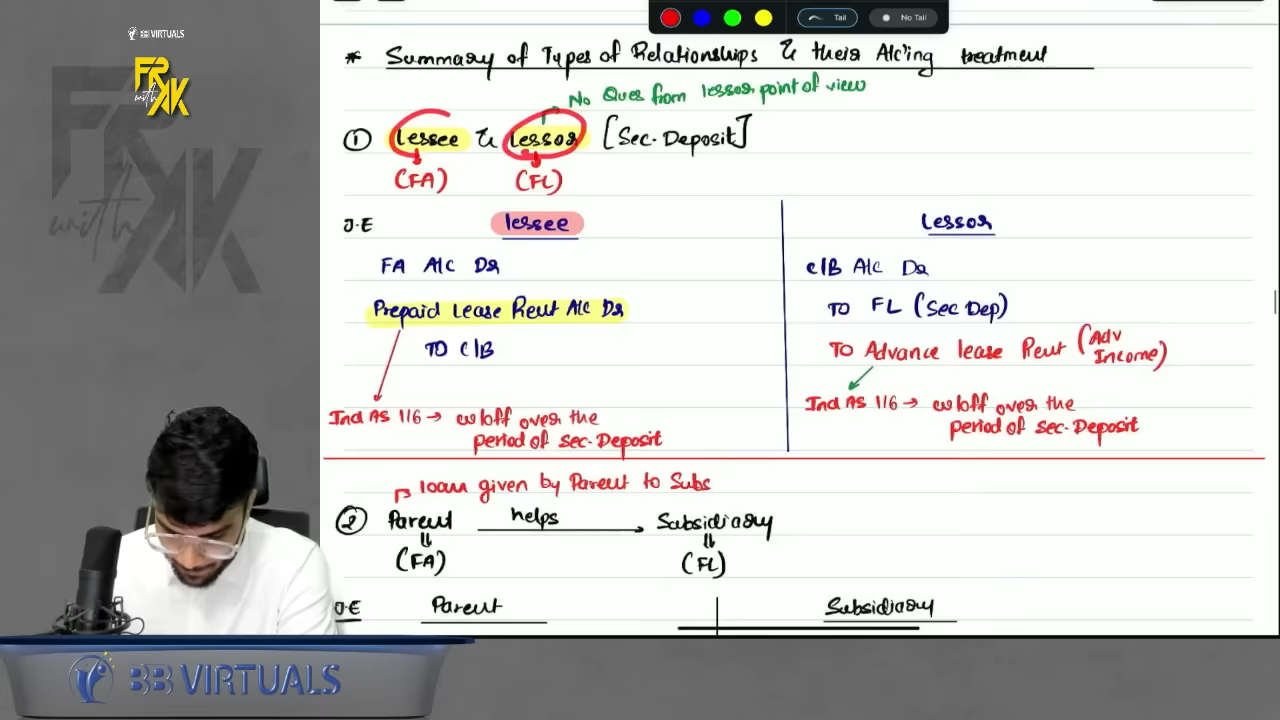 Tail
No Tail
BB VIRTUALS
FR with AK
* Summary of Types of Relationships & their A/c'ing treatment
No Ques from lessor point of view
① lessee & lessor [Sec. Deposit]
(FA) (FL)
J.E lessee Lessor
FA A/c Dr C/B A/c Dr
Prepaid Lease Rent A/c Dr TO FL (Sec Dep)
TO C/B TO Advance lease Rent (Adv Income)
Ind AS 116 → w/off over the period of sec. Deposit
Ind AS 116 → w/off over the period of sec. Deposit
loan given by Parent to Subs
② Parent helps Subsidiary
(FA) (FL)
J.E Parent Subsidiary
BB VIRTUALS